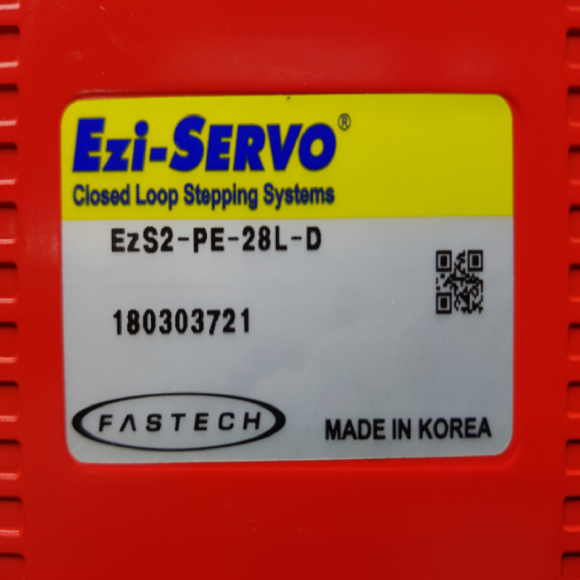 Ezi-SERVO®
Closed Loop Stepping Systems
EzS2-PE-28L-D
180303721
FASTECH
MADE IN KOREA